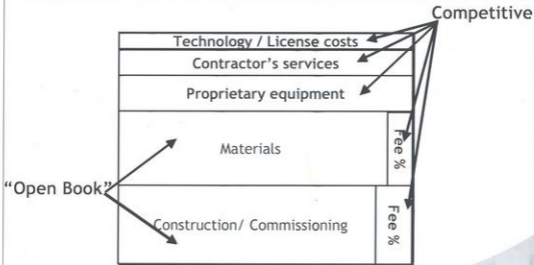 Competitive
Technology / License costs
Contractor's services
Proprietary equipment
Materials
Fee %
"Open Book"
Construction/ Commissioning
Fee %